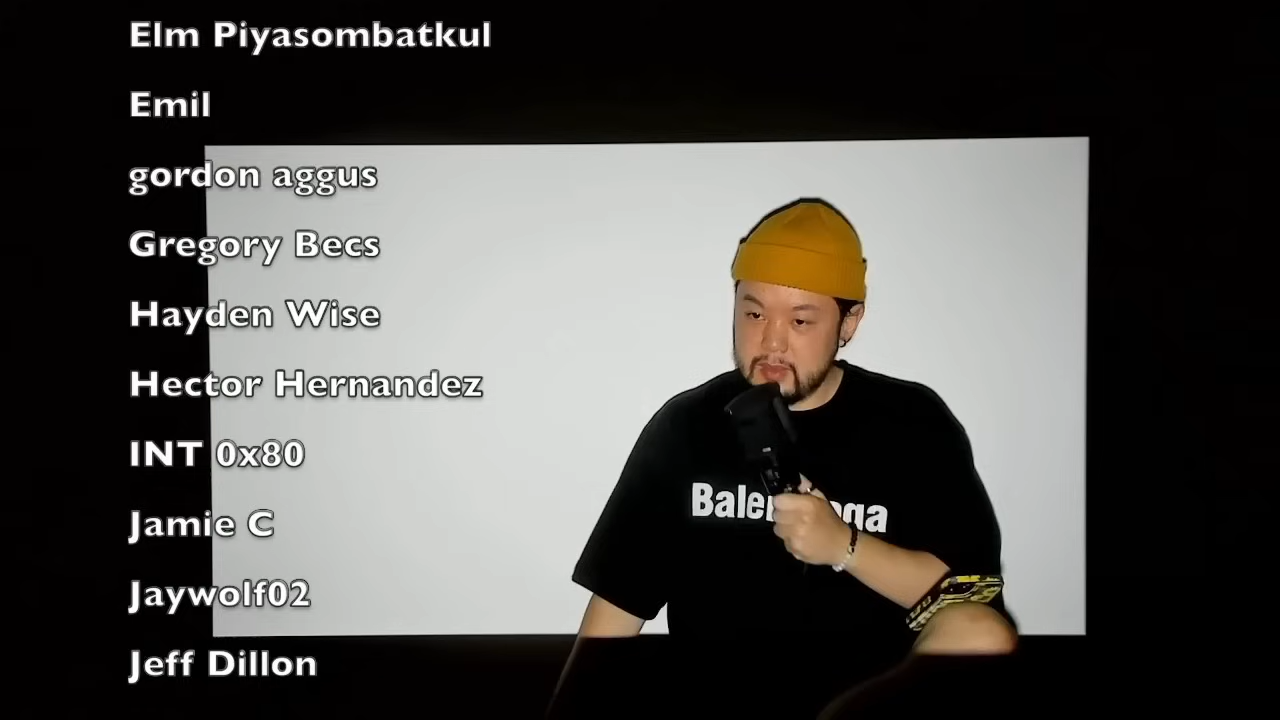 Elm Piyasombatkul
Emil
gordon aggus
Gregory Becs
Hayden Wise
Hector Hernandez
INT 0x80
Jamie C
Jaywolf02
Jeff Dillon